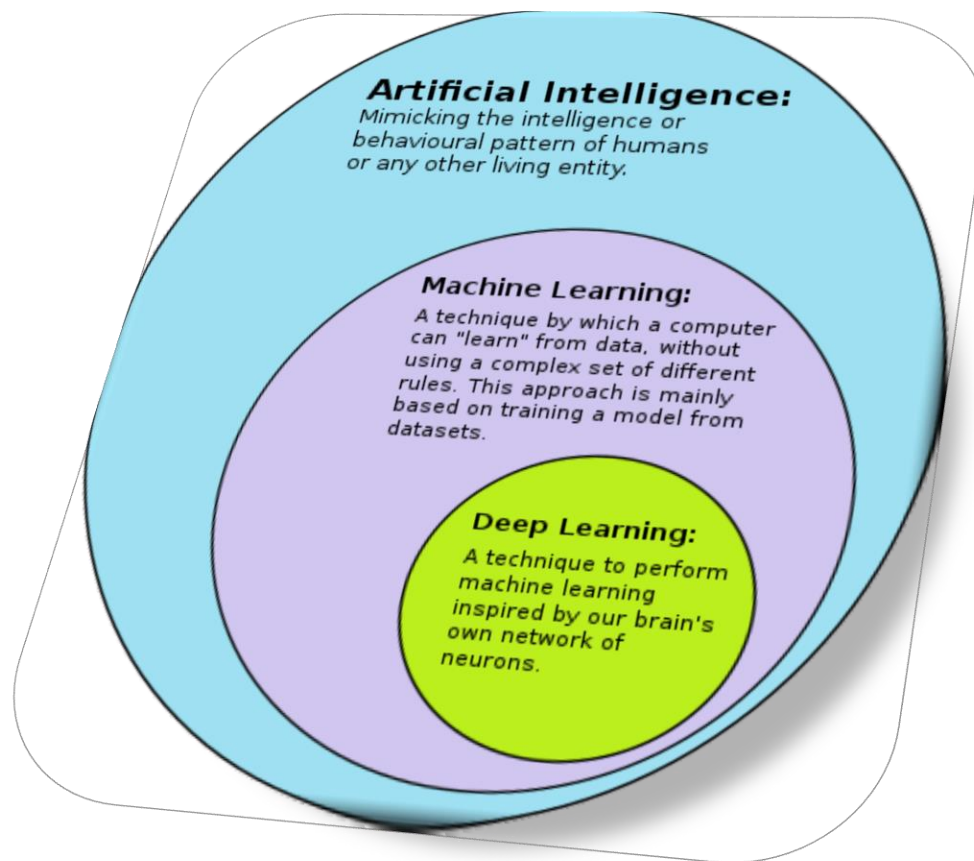 Artificial Intelligence:
Mimicking the intelligence or
behavioural pattern of humans
or any other living entity.
Machine Learning:
A technique by which a computer
can "learn" from data, without
using a complex set of different
rules. This approach is mainly
based on training a model from
datasets.
Deep Learning:
A technique to perform
machine learning
inspired by our brain's
own network of
neurons.